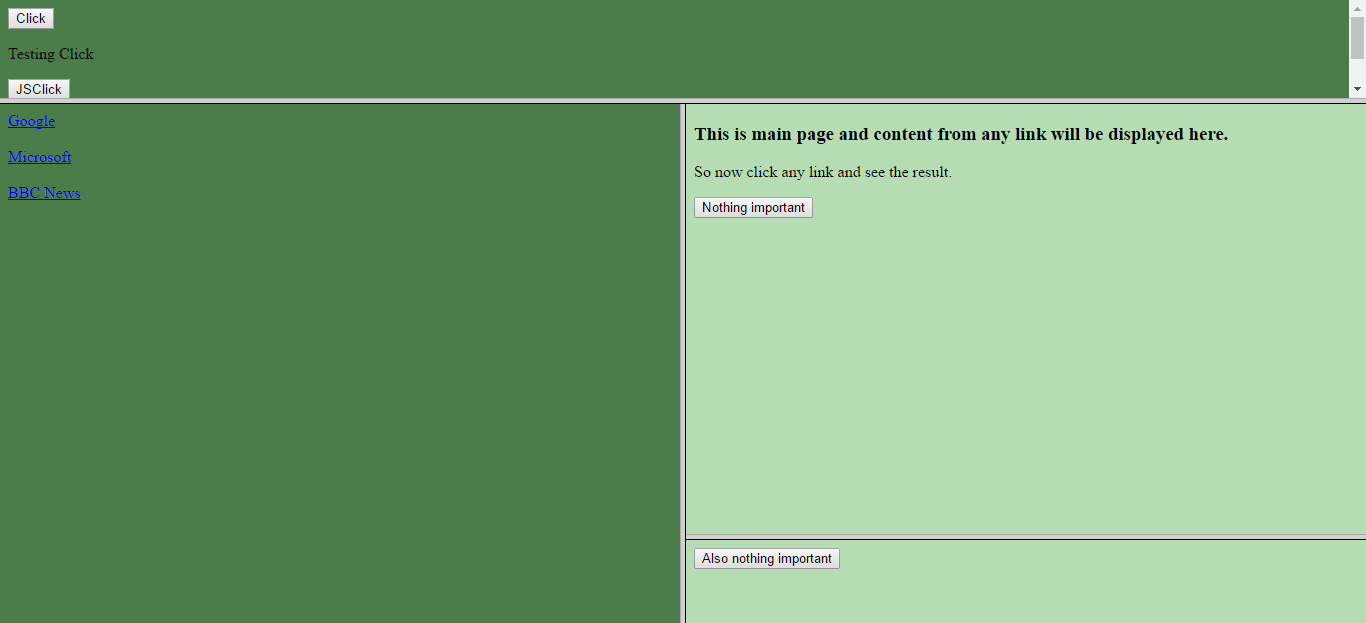 Click
Testing Click
JSClick
Google
Microsoft
BBC News
This is main page and content from any link will be displayed here.
So now click any link and see the result.
Nothing important
Also nothing important